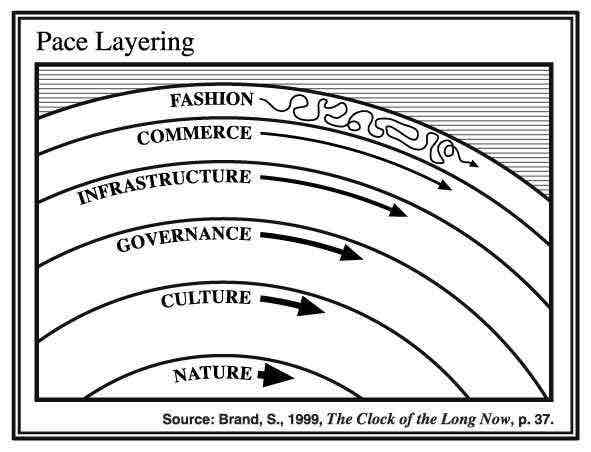 Pace Layering
FASHION
COMMERCE
INFRASTRUCTURE
GOVERNANCE
CULTURE
NATURE
Source: Brand, S., 1999, The Clock of the Long Now, p. 37.